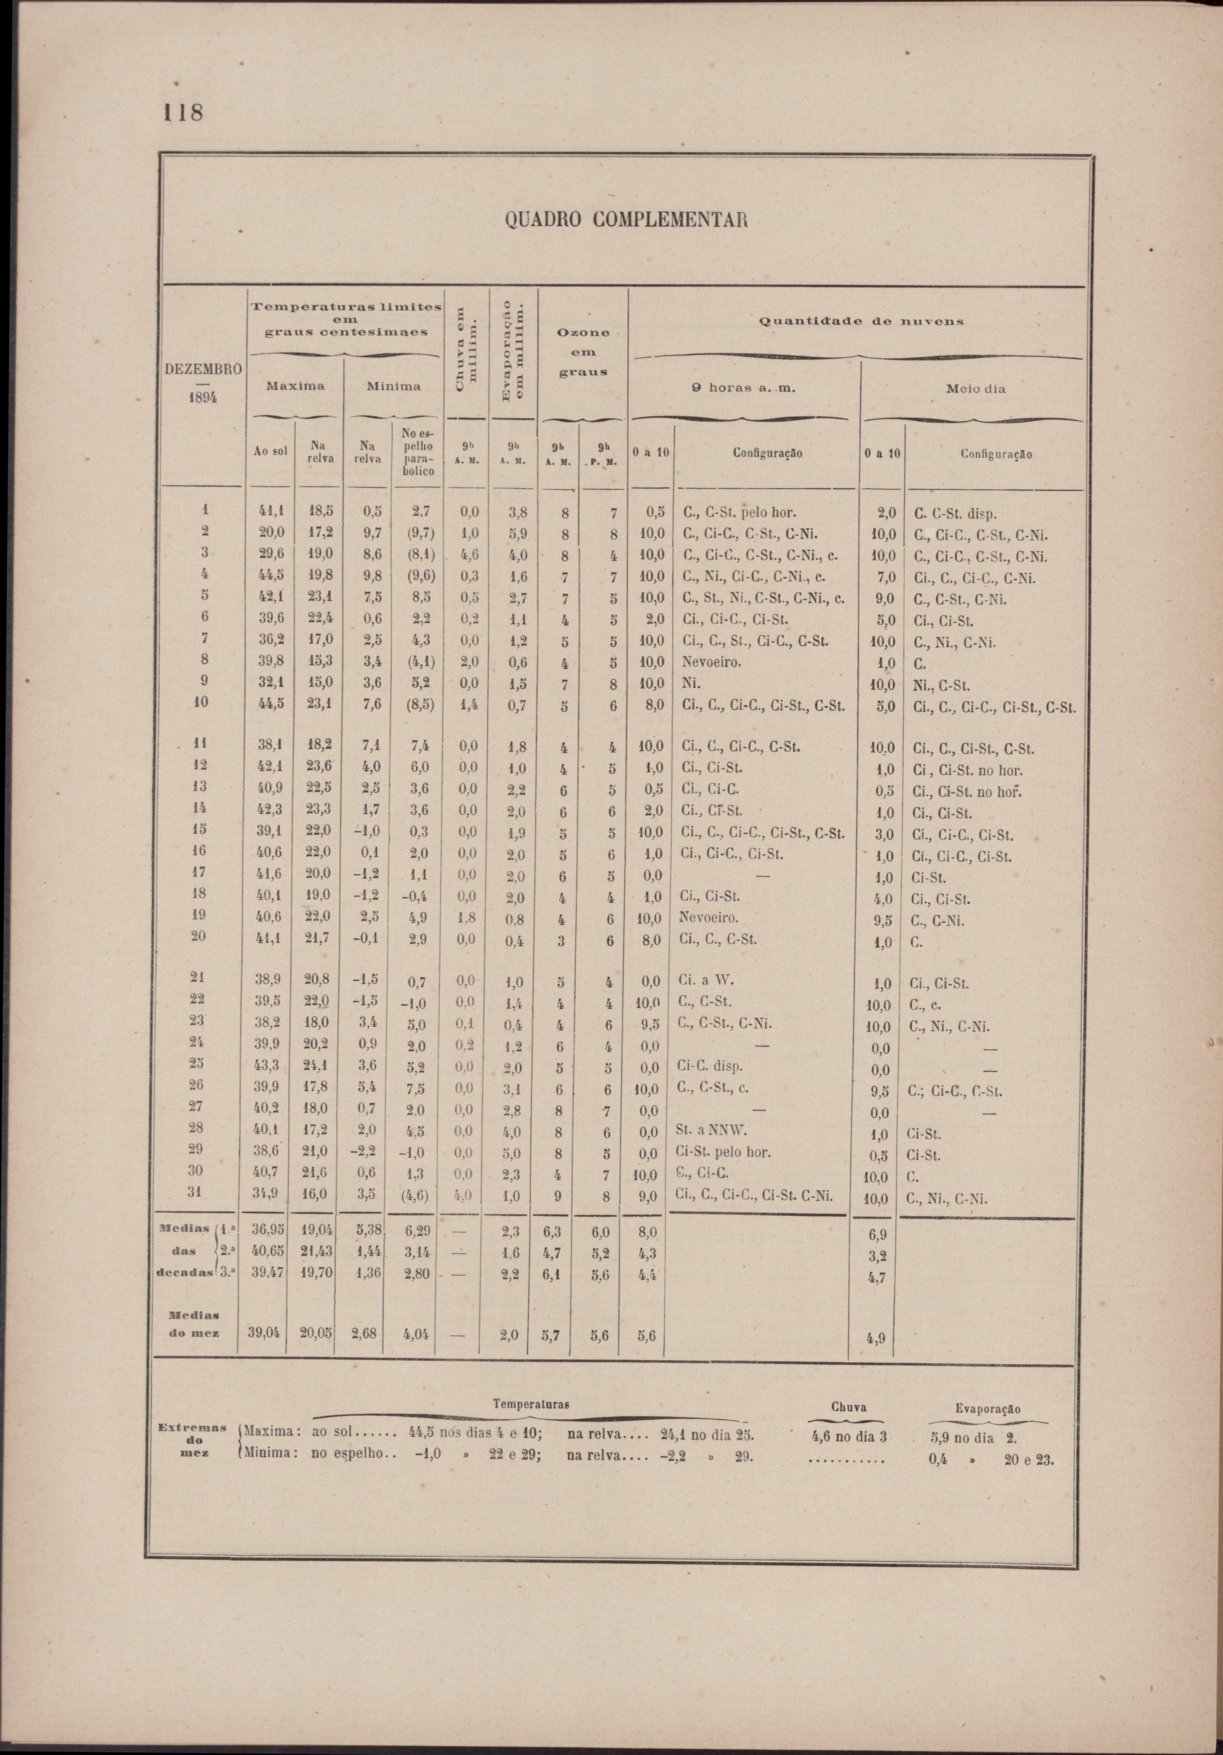 118
QUADRO COMPLEMENTAR
DEZEMBRO
—
1894
Temperaturas limites
em
graus centesimaes
Maxima
Minima
Ao sol
Na
relva
Na
relva
No es-
pelho
para-
bolico
Chuva em
millim.
9h
A. M.
Evaporação
em millim.
9h
A. M.
Ozone
em
graus
9h
A. M.
9h
P. M.
Quantidade de nuvens
9 horas a. m.
Meio dia
0 a 10
Configuração
0 a 10
Configuração
1 41,1 18,5 0,5 2,7 0,0 3,8 8 7 0,5 C., C-St. pelo hor. 2,0 C. C-St. disp.
2 20,0 17,2 9,7 (9,7) 1,0 5,9 8 8 10,0 C., Ci-C., C-St., C-Ni. 10,0 C., Ci-C., C-St., C-Ni.
3 29,6 19,0 8,6 (8,1) 4,6 4,0 8 4 10,0 C., Ci-C., C-St., C-Ni., c. 10,0 C., Ci-C., C-St., C-Ni.
4 44,5 19,8 9,8 (9,6) 0,3 1,6 7 7 10,0 C., Ni., Ci-C., C-Ni., c. 7,0 Ci., C., Ci-C., C-Ni.
5 42,1 23,1 7,5 8,5 0,5 2,7 7 5 10,0 C., St., Ni., C-St., C-Ni., c. 9,0 C., C-St., C-Ni.
6 39,6 22,4 0,6 2,2 0,2 1,1 4 5 2,0 Ci., Ci-C., Ci-St. 5,0 Ci., Ci-St.
7 36,2 17,0 2,5 4,3 0,0 1,2 5 5 10,0 Ci., C., St., Ci-C., C-St. 10,0 C., Ni., C-Ni.
8 39,8 15,3 3,4 (4,1) 2,0 0,6 4 5 10,0 Nevoeiro. 1,0 C.
9 32,1 15,0 3,6 5,2 0,0 1,5 7 8 10,0 Ni. 10,0 Ni., C-St.
10 44,5 23,1 7,6 (8,5) 1,4 0,7 5 6 8,0 Ci., C., Ci-C., Ci-St., C-St. 5,0 Ci., C., Ci-C., Ci-St., C-St.
11 38,1 18,2 7,1 7,4 0,0 1,8 4 4 10,0 Ci., C., Ci-C., C-St. 10,0 Ci., C., Ci-St., C-St.
12 42,1 23,6 4,0 6,0 0,0 1,0 4 5 1,0 Ci., Ci-St. 1,0 Ci , Ci-St. no hor.
13 40,9 22,5 2,5 3,6 0,0 2,2 6 5 0,5 Ci., Ci-C. 0,5 Ci., Ci-St. no hor.
14 42,3 23,3 1,7 3,6 0,0 2,0 6 6 2,0 Ci., Ci-St. 1,0 Ci., Ci-St.
15 39,1 22,0 –1,0 0,3 0,0 1,9 5 5 10,0 Ci., C., Ci-C., Ci-St., C-St. 3,0 Ci., Ci-C., Ci-St.
16 40,6 22,0 0,1 2,0 0,0 2,0 5 6 1,0 Ci., Ci-C., Ci-St. 1,0 Ci., Ci-C., Ci-St.
17 41,6 20,0 –1,2 1,1 0,0 2,0 6 5 0,0 — 1,0 Ci-St.
18 40,1 19,0 –1,2 –0,4 0,0 2,0 4 4 1,0 Ci., Ci-St. 4,0 Ci., Ci-St.
19 40,6 22,0 2,5 4,9 1,8 0,8 4 6 10,0 Nevoeiro. 9,5 C., C-Ni.
20 41,1 21,7 –0,1 2,9 0,0 0,4 3 6 8,0 Ci., C., C-St. 1,0 C.
21 38,9 20,8 –1,5 0,7 0,0 1,0 5 4 0,0 Ci. a W. 1,0 Ci., Ci-St.
22 39,5 22,0 –1,5 –1,0 0,0 1,4 4 4 10,0 C., C-St. 10,0 C., c.
23 38,2 18,0 3,4 5,0 0,1 0,4 4 6 9,5 C., C-St., C-Ni. 10,0 C., Ni., C-Ni.
24 39,9 20,2 0,9 2,0 0,2 1,2 6 4 0,0 — 0,0 —
25 43,3 24,1 3,6 5,2 0,0 2,0 5 5 0,0 Ci-C. disp. 0,0 —
26 39,9 17,8 5,4 7,5 0,0 3,1 6 6 10,0 C., C-St., c. 9,5 C.; Ci-C., C-St.
27 40,2 18,0 0,7 2,0 0,0 2,8 8 7 0,0 — 0,0 —
28 40,1 17,2 2,0 4,5 0,0 4,0 8 6 0,0 St. a NNW. 1,0 Ci-St.
29 38,6 21,0 –2,2 –1,0 0,0 5,0 8 5 0,0 Ci-St. pelo hor. 0,5 Ci-St.
30 40,7 21,6 0,6 1,3 0,0 2,3 4 7 10,0 C., Ci-C. 10,0 C.
31 34,9 16,0 3,5 (4,6) 4,0 1,0 9 8 9,0 Ci., C., Ci-C., Ci-St. C-Ni. 10,0 C., Ni., C-Ni.
Medias 1.ª 36,95 19,04 5,38 6,29 — 2,3 6,3 6,0 8,0 6,9
das 2.ª 40,65 21,43 1,44 3,14 — 1,6 4,7 5,2 4,3 3,2
decadas 3.ª 39,47 19,70 1,36 2,80 — 2,2 6,1 5,6 4,4 4,7
Medias
do mez 39,04 20,05 2,68 4,04 — 2,0 5,7 5,6 5,6 4,9
Temperaturas Chuva Evaporação
Extremas
do
mez
Maxima: ao sol...... 44,5 nos dias 4 e 10; na relva.... 24,1 no dia 25. 4,6 no dia 3 5,9 no dia 2.
Minima: no espelho.. –1,0 » 22 e 29; na relva.... –2,2 » 29. ........... 0,4 » 20 e 23.